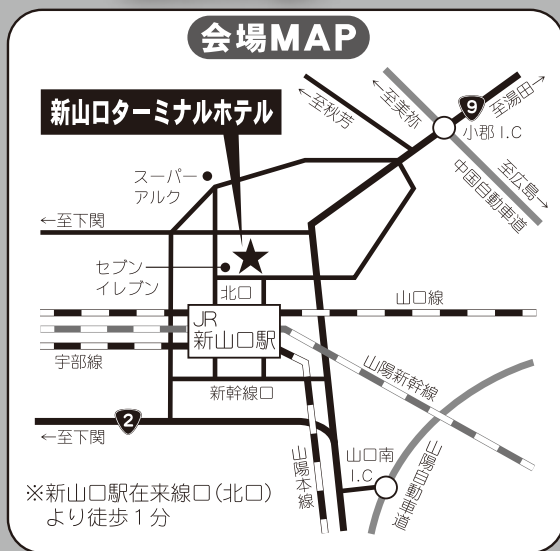 会場MAP
新山口ターミナルホテル
←至秋芳
←至美祢
9
至湯田→
小郡 I.C
至広島→
中国自動車道
スーパー
アルク
←至下関
セブン
イレブン
北口
JR
新山口駅
山口線
宇部線
新幹線口
山陽新幹線
2
←至下関
山陽本線
山口南
I.C
山陽自動車道
※新山口駅在来線口(北口)
より徒歩1分